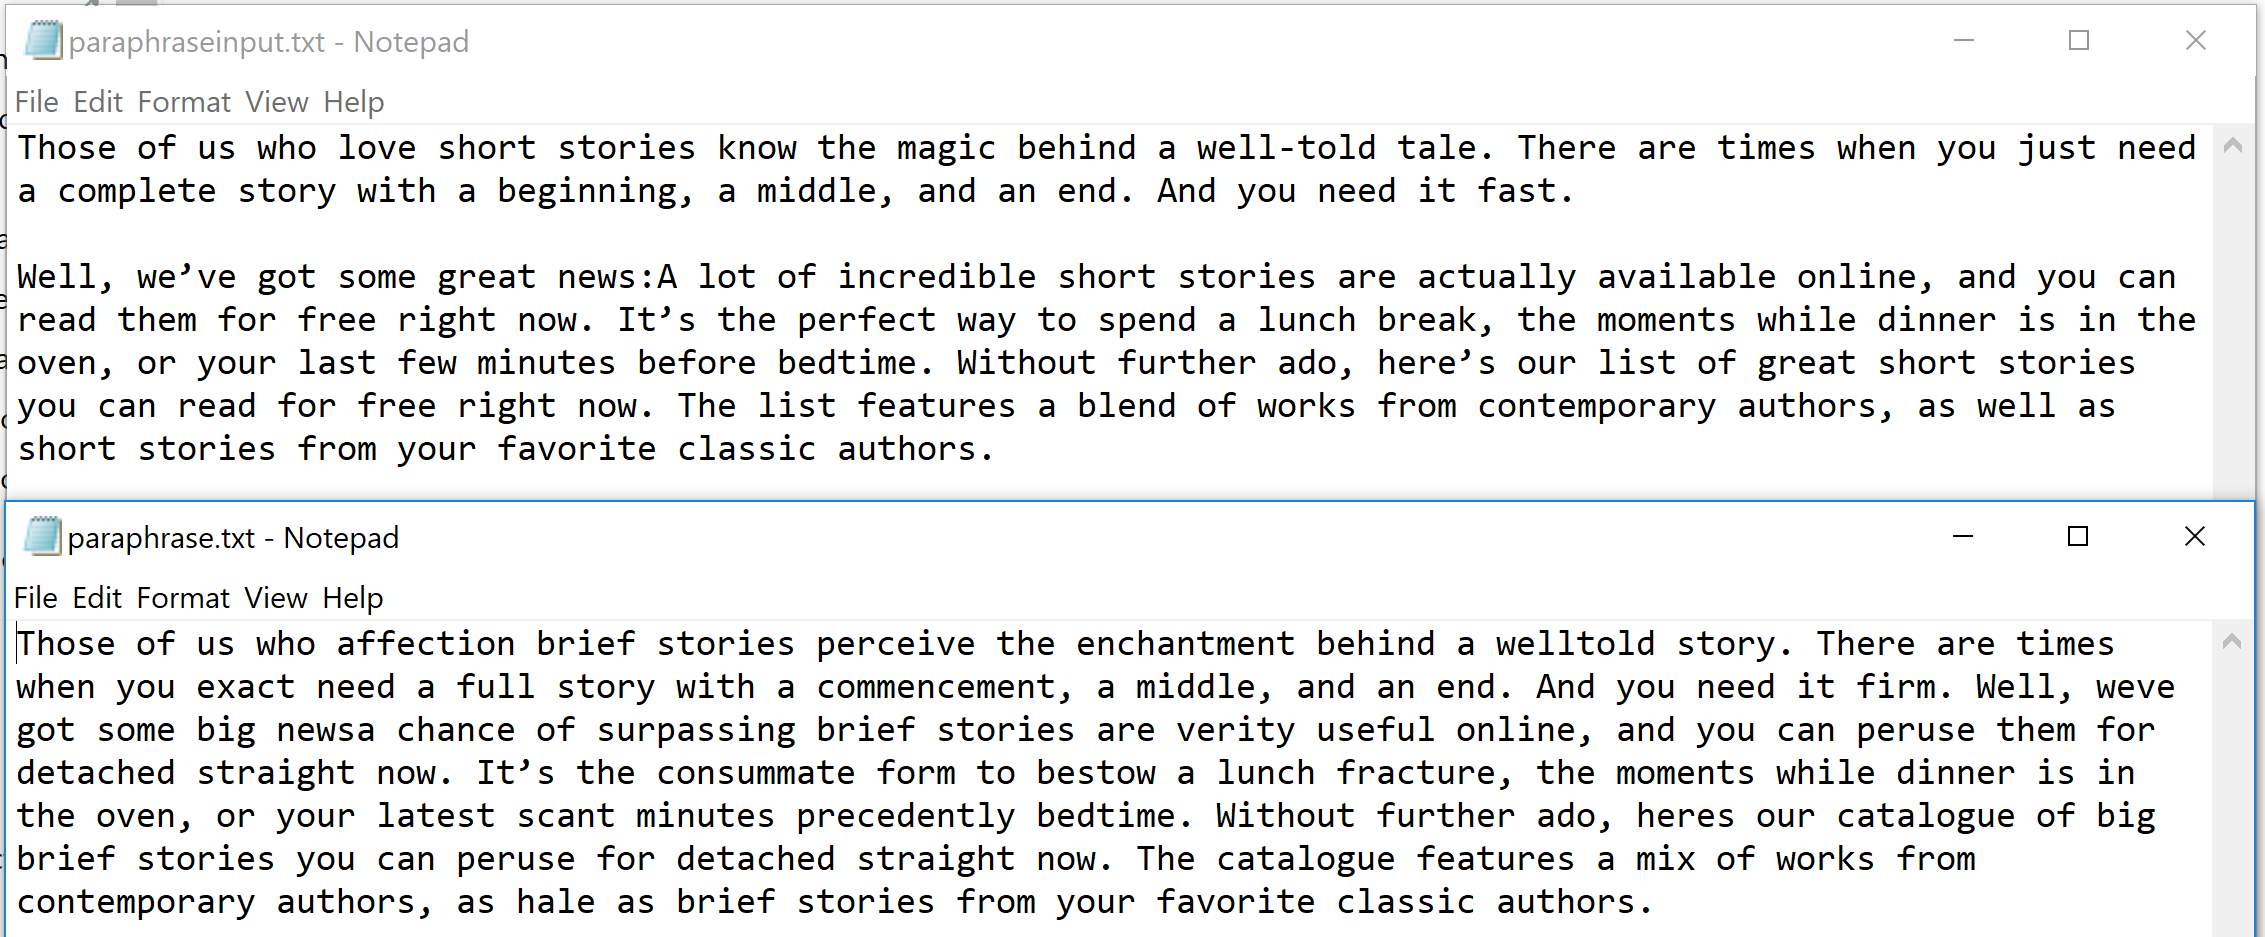 paraphraseinput.txt - Notepad
File Edit Format View Help
Those of us who love short stories know the magic behind a well-told tale. There are times when you just need
a complete story with a beginning, a middle, and an end. And you need it fast.
Well, we’ve got some great news:A lot of incredible short stories are actually available online, and you can
read them for free right now. It’s the perfect way to spend a lunch break, the moments while dinner is in the
oven, or your last few minutes before bedtime. Without further ado, here’s our list of great short stories
you can read for free right now. The list features a blend of works from contemporary authors, as well as
short stories from your favorite classic authors.
paraphrase.txt - Notepad
File Edit Format View Help
Those of us who affection brief stories perceive the enchantment behind a welltold story. There are times
when you exact need a full story with a commencement, a middle, and an end. And you need it firm. Well, weve
got some big newsa chance of surpassing brief stories are verity useful online, and you can peruse them for
detached straight now. It’s the consummate form to bestow a lunch fracture, the moments while dinner is in
the oven, or your latest scant minutes precedently bedtime. Without further ado, heres our catalogue of big
brief stories you can peruse for detached straight now. The catalogue features a mix of works from
contemporary authors, as hale as brief stories from your favorite classic authors.